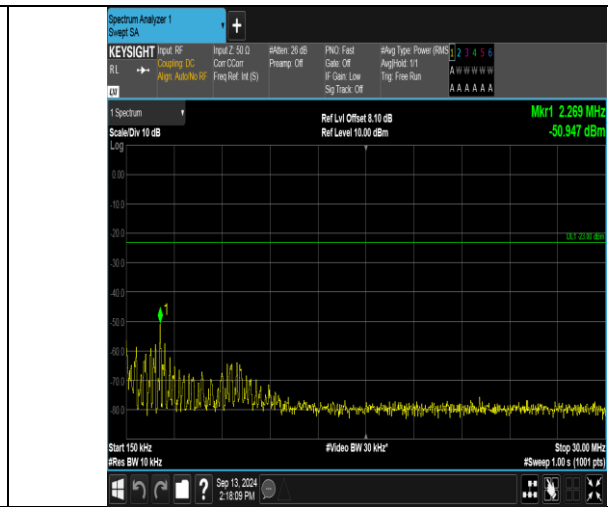 Spectrum Analyzer 1
Swept SA
+
KEYSIGHT Input: RF Input Z: 50 Ω #Atten: 26 dB PNO: Fast #Avg Type: Power (RMS 1 2 3 4 5 6
RL Coupling: DC Corr CCorr Preamp: Off Gate: Off Avg|Hold: 1/1 A W W W W W
Align: Auto/No RF Freq Ref: Int (S) IF Gain: Low Trig: Free Run
Sig Track: Off A A A A A A
LXI
1 Spectrum Ref Lvl Offset 8.10 dB Mkr1 2.269 MHz
Scale/Div 10 dB Ref Level 10.00 dBm -50.947 dBm
Log
0.00
-10.0
-20.0
DL1 -23.00 dBm
-30.0
-40.0
1
-50.0
-60.0
-70.0
-80.0
Start 150 kHz #Video BW 30 kHz* Stop 30.00 MHz
#Res BW 10 kHz #Sweep 1.00 s (1001 pts)
? Sep 13, 2024
2:18:09 PM